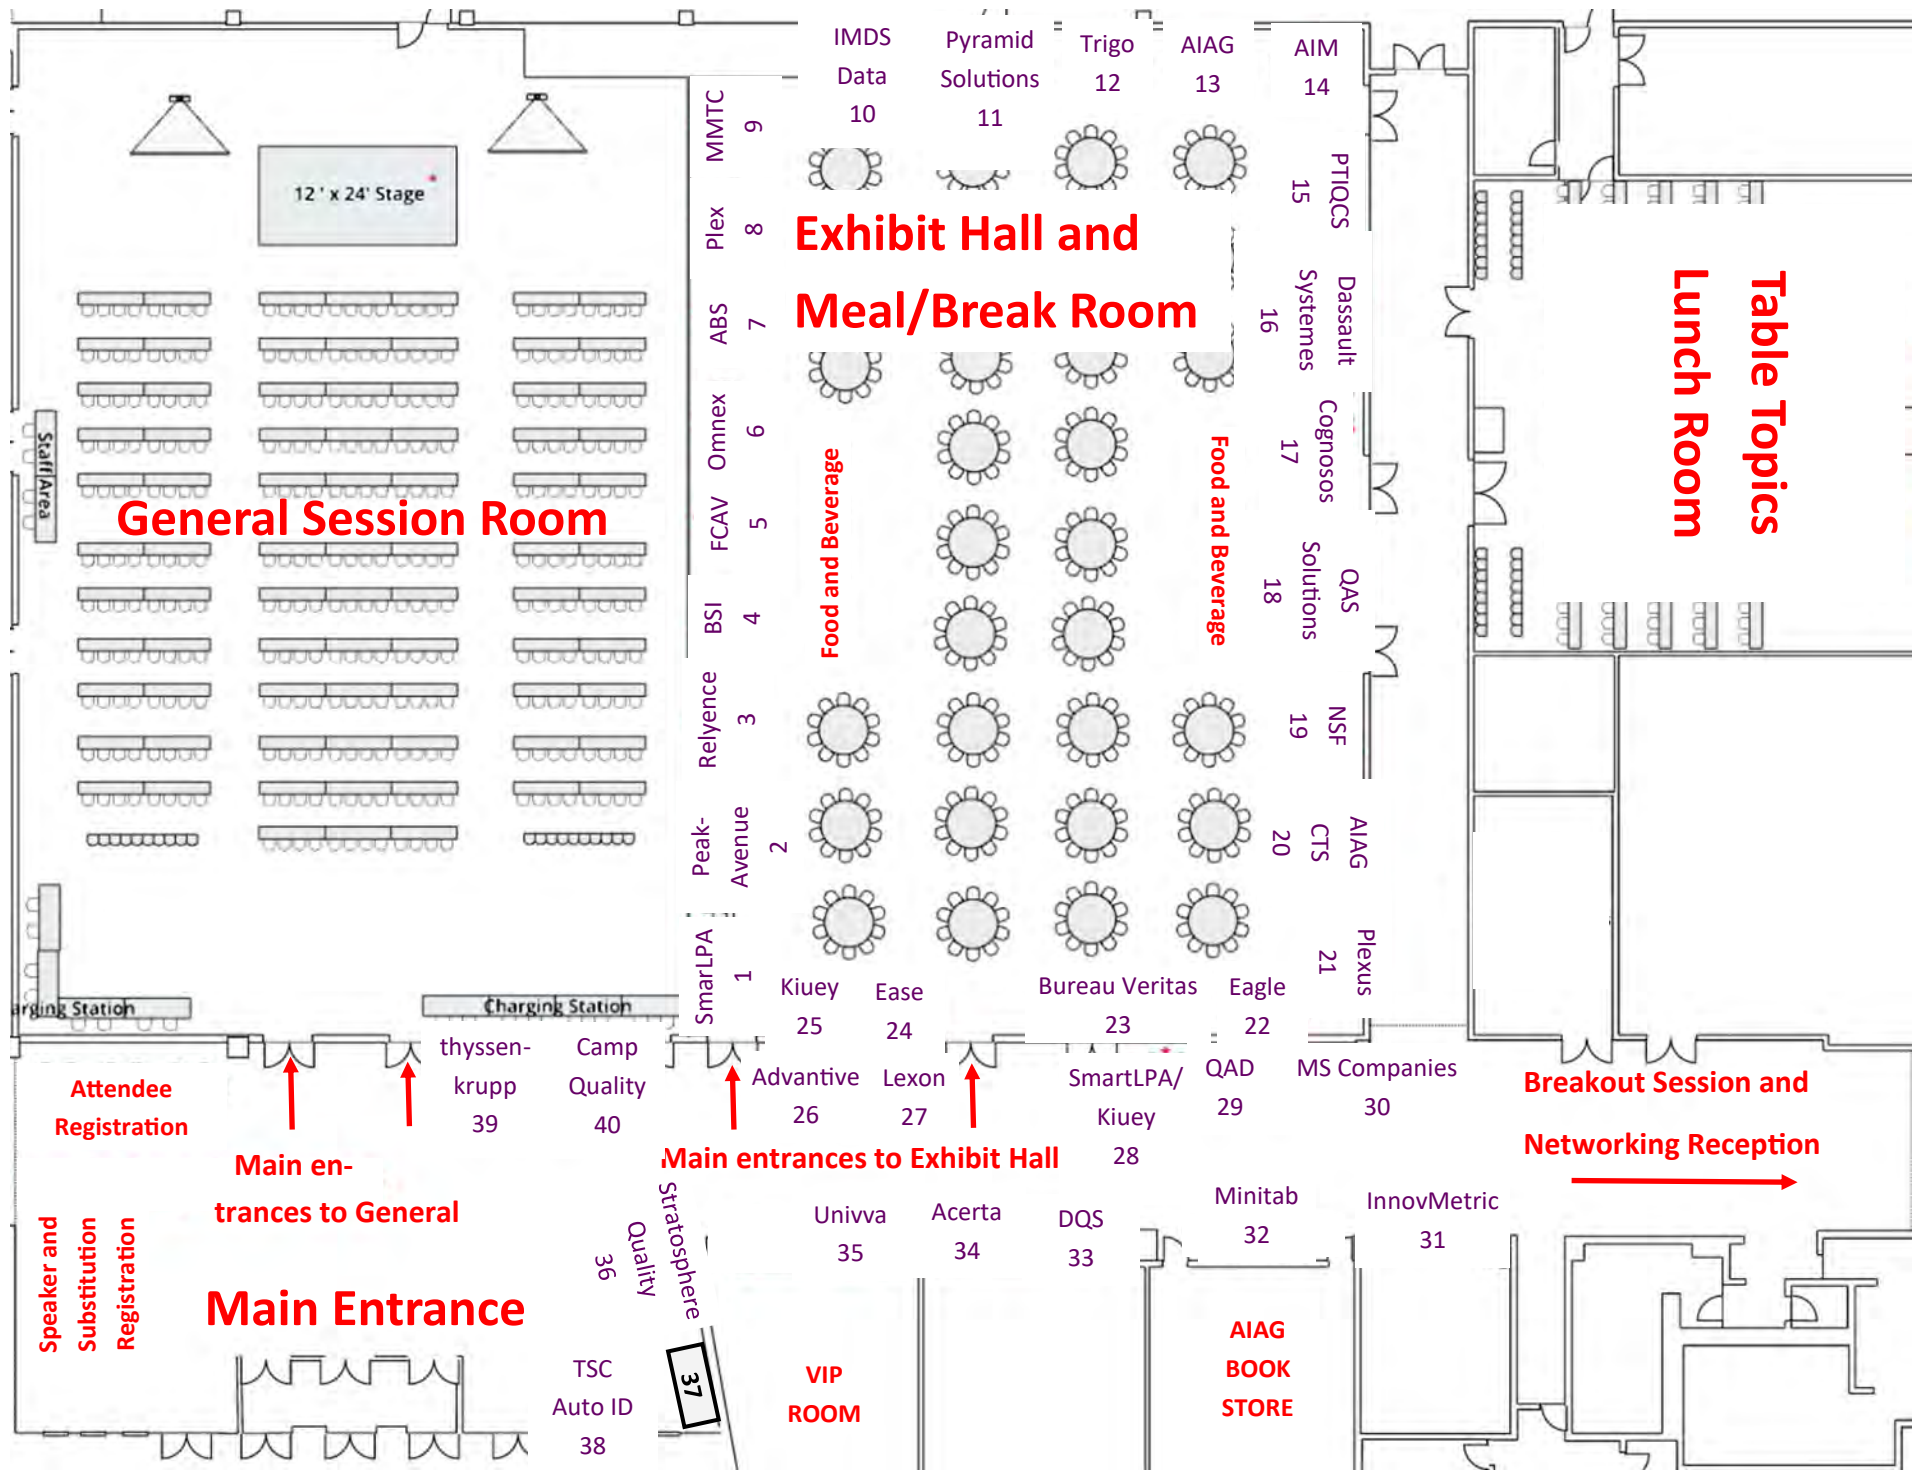 IMDS
Data
10
Pyramid
Solutions
11
Trigo
12
AIAG
13
AIM
14
MMTC
9
Plex
8
ABS
7
Omnex
6
FCAV
5
BSI
4
Relyence
3
Peak-
Avenue
2
SmarLPA
1
12 ' x 24' Stage
Staff Area
General Session Room
Exhibit Hall and
Meal/Break Room
Food and Beverage
Food and Beverage
PTIQCS
15
Dassault
Systemes
16
Cognosos
17
QAS
Solutions
18
NSF
19
AIAG
CTS
20
Plexus
21
Table Topics
Lunch Room
arging Station
Charging Station
Kiuey
25
Ease
24
Bureau Veritas
23
Eagle
22
thyssen-
krupp
39
Camp
Quality
40
Advantive
26
Lexon
27
SmartLPA/
Kiuey
28
QAD
29
MS Companies
30
Attendee
Registration
Main en-
trances to General
Main entrances to Exhibit Hall
Breakout Session and
Networking Reception
Speaker and
Substitution
Registration
Main Entrance
Stratosphere
Quality
36
Univva
35
Acerta
34
DQS
33
Minitab
32
InnovMetric
31
TSC
Auto ID
38
37
VIP
ROOM
AIAG
BOOK
STORE